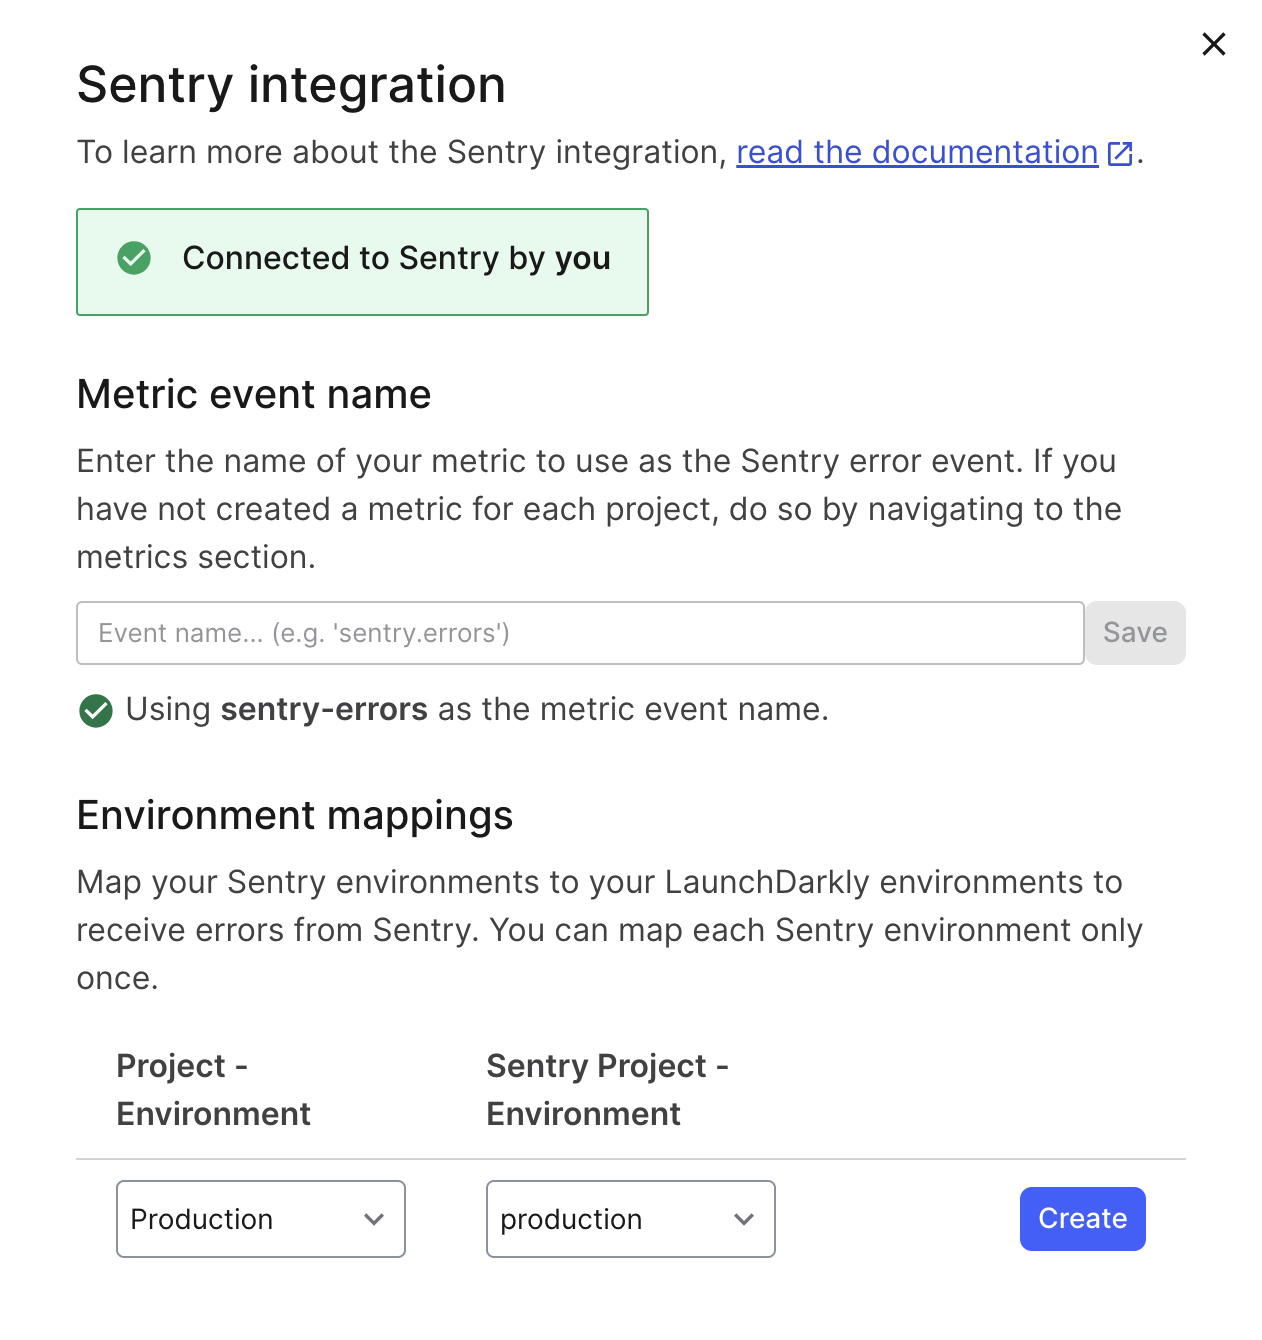 Sentry integration
To learn more about the Sentry integration, read the documentation.
Connected to Sentry by you
Metric event name
Enter the name of your metric to use as the Sentry error event. If you
have not created a metric for each project, do so by navigating to the
metrics section.
Event name... (e.g. 'sentry.errors')
Save
Using sentry-errors as the metric event name.
Environment mappings
Map your Sentry environments to your LaunchDarkly environments to
receive errors from Sentry. You can map each Sentry environment only
once.
Project -
Environment
Sentry Project -
Environment
Production
production
Create